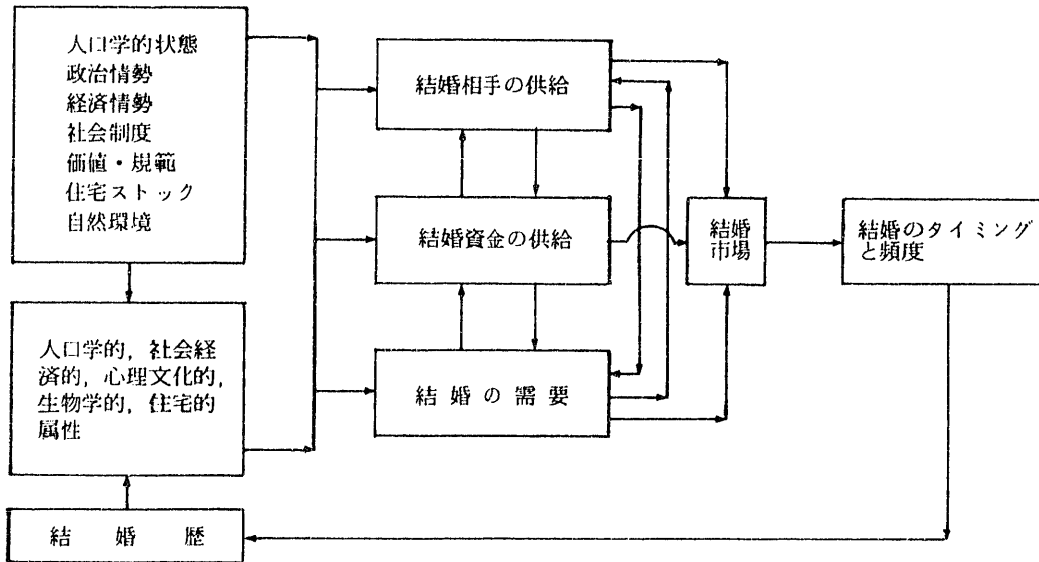 人口学的状態
政治情勢
経済情勢
社会制度
価値・規範
住宅ストック
自然環境
人口学的，社会経
済的，心理文化的，
生物学的，住宅的
属性
結婚歴
結婚相手の供給
結婚資金の供給
結婚の需要
結婚
市場
結婚のタイミング
と頻度